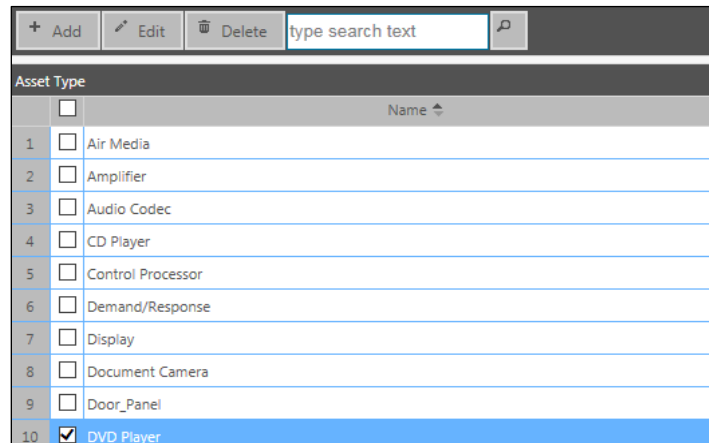 + Add Edit Delete type search text
Asset Type
Name
1 Air Media
2 Amplifier
3 Audio Codec
4 CD Player
5 Control Processor
6 Demand/Response
7 Display
8 Document Camera
9 Door_Panel
10 DVD Player